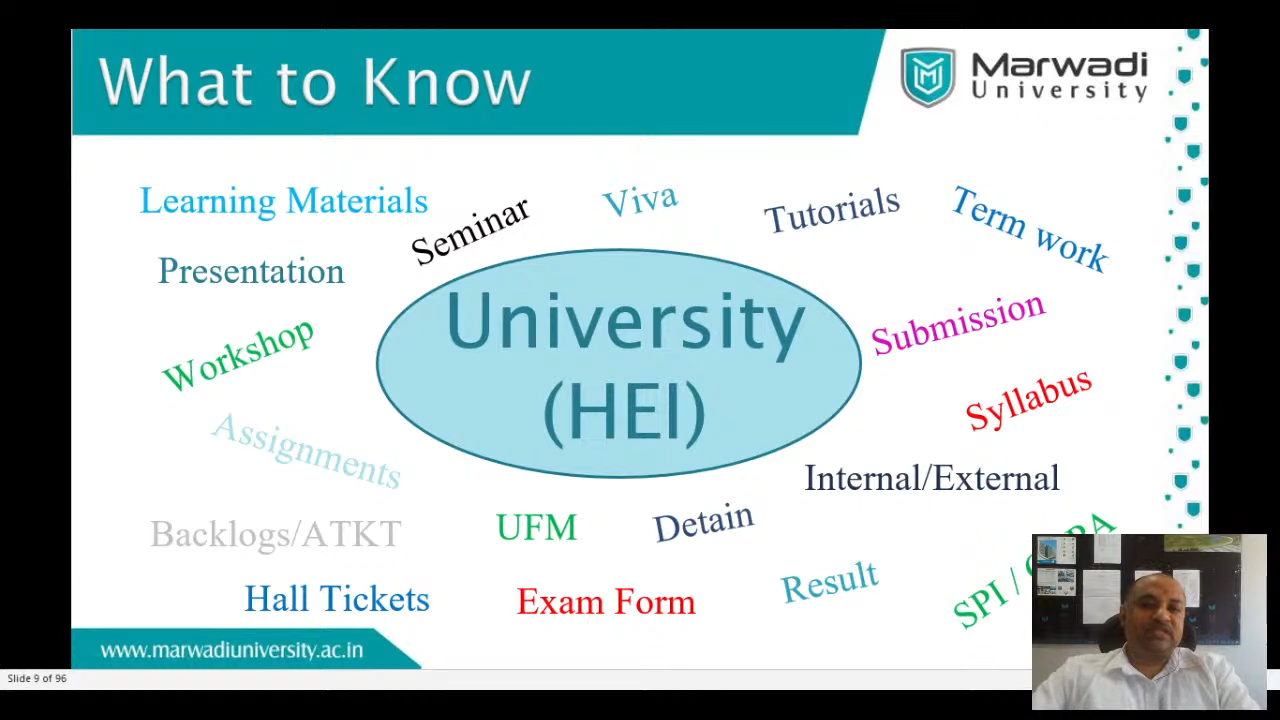 What to Know
Marwadi
University
Learning Materials
Seminar
Viva
Tutorials
Term work
Presentation
University
(HEI)
Submission
Workshop
Syllabus
Assignments
Internal/External
Backlogs/ATKT
UFM
Detain
Hall Tickets
Exam Form
Result
SPI /
www.marwadiuniversity.ac.in
Slide 9 of 96